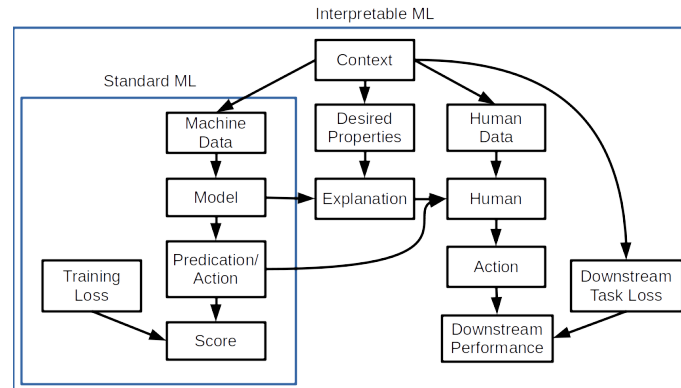 Interpretable ML
Context
Standard ML
Machine
Data
Desired
Properties
Human
Data
Model
Explanation
Human
Predication/
Action
Training
Loss
Action
Downstream
Task Loss
Score
Downstream
Performance